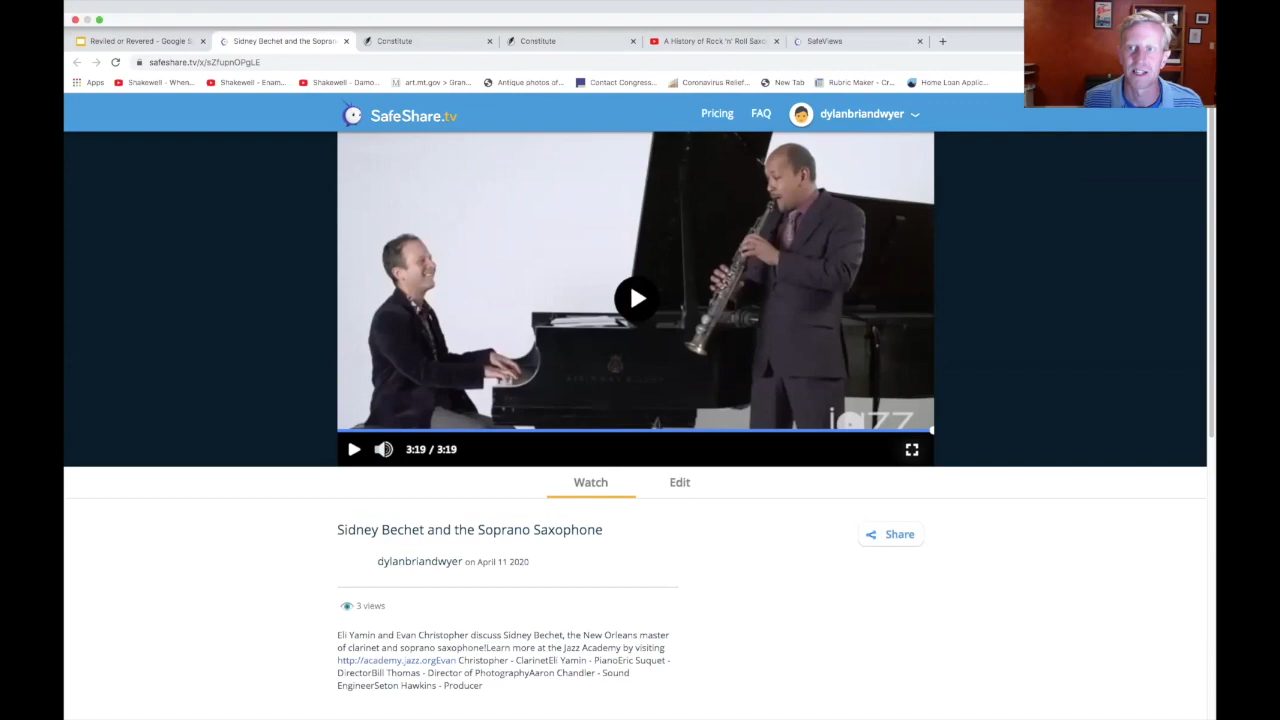 Reviled or Revered - Google S
Sidney Bechet and the Sopran
Constitute
Constitute
A History of Rock 'n' Roll Saxo
SafeViews
safeshare.tv/x/sZfupnOPgLE
Apps
Shakewell - When...
Shakewell - Enam...
Shakewell - Damo...
art.mt.gov > Gran...
Antique photos of...
Contact Congress...
Coronavirus Relief...
New Tab
Rubric Maker - Cr...
Home Loan Applic...
SafeShare.tv
Pricing
FAQ
dylanbriandwyer
jazz
3:19 / 3:19
Watch
Edit
Sidney Bechet and the Soprano Saxophone
Share
dylanbriandwyer on April 11 2020
3 views
Eli Yamin and Evan Christopher discuss Sidney Bechet, the New Orleans master
of clarinet and soprano saxophone!Learn more at the Jazz Academy by visiting
http://academy.jazz.orgEvan Christopher - ClarinetEli Yamin - PianoEric Suquet -
DirectorBill Thomas - Director of PhotographyAaron Chandler - Sound
EngineerSeton Hawkins - Producer